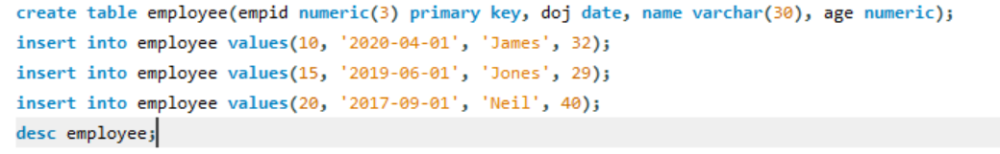 create table employee(empid numeric(3) primary key, doj date, name varchar(30), age numeric);
insert into employee values(10, '2020-04-01', 'James', 32);
insert into employee values(15, '2019-06-01', 'Jones', 29);
insert into employee values(20, '2017-09-01', 'Neil', 40);
desc employee;